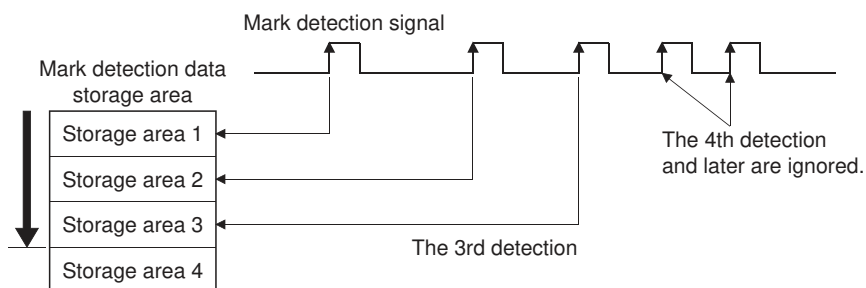 Mark detection signal
Mark detection data
storage area
Storage area 1
Storage area 2
Storage area 3
Storage area 4
The 4th detection
and later are ignored.
The 3rd detection